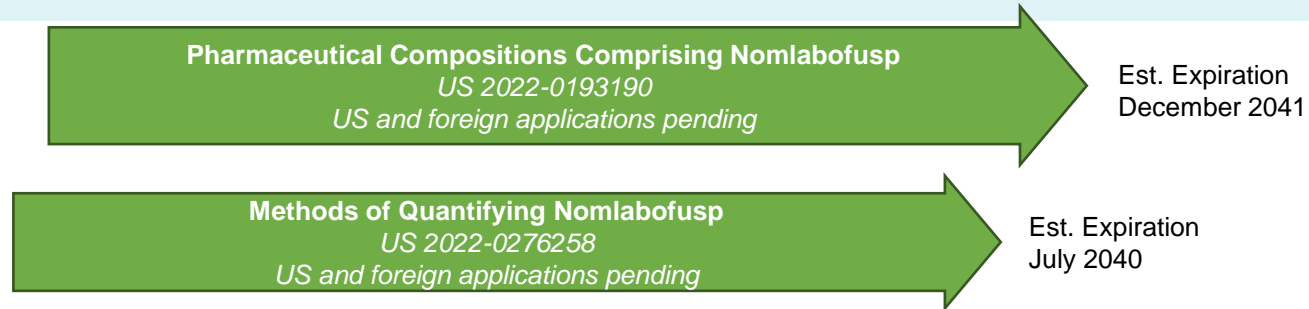 Pharmaceutical Compositions Comprising Nomlabofusp
US 2022-0193190
US and foreign applications pending
Est. Expiration
December 2041
Methods of Quantifying Nomlabofusp
US 2022-0276258
US and foreign applications pending
Est. Expiration
July 2040